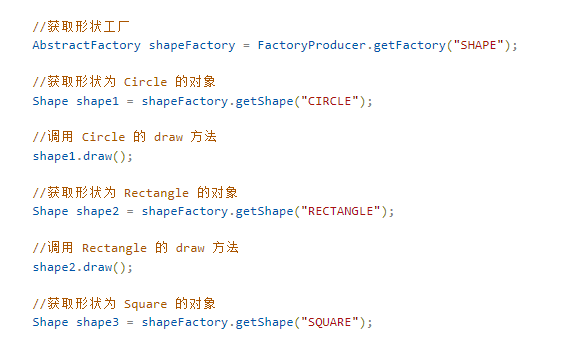 //获取形状工厂
AbstractFactory shapeFactory = FactoryProducer.getFactory("SHAPE");
//获取形状为 Circle 的对象
Shape shape1 = shapeFactory.getShape("CIRCLE");
//调用 Circle 的 draw 方法
shape1.draw();
//获取形状为 Rectangle 的对象
Shape shape2 = shapeFactory.getShape("RECTANGLE");
//调用 Rectangle 的 draw 方法
shape2.draw();
//获取形状为 Square 的对象
Shape shape3 = shapeFactory.getShape("SQUARE");